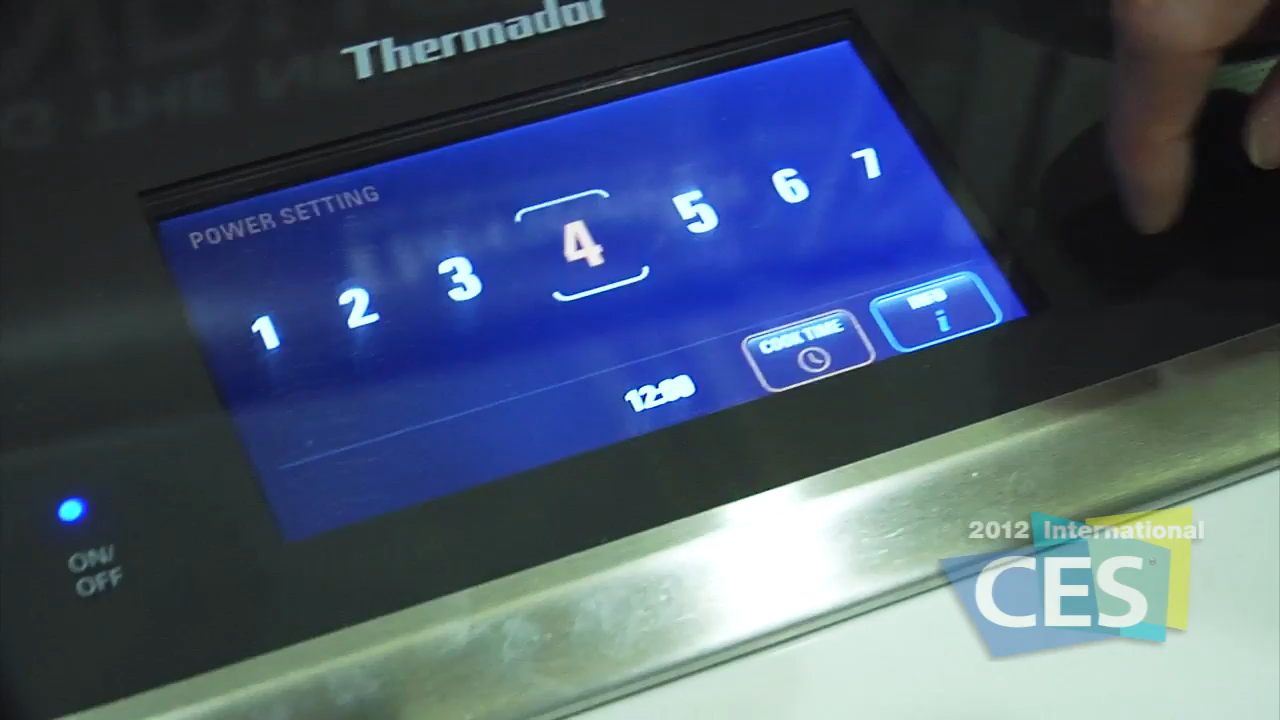 Thermador
POWER SETTING
1 2 3 4 5 6 7
12:00
COOK TIME
INFO
i
ON/
OFF
2012 International
CES